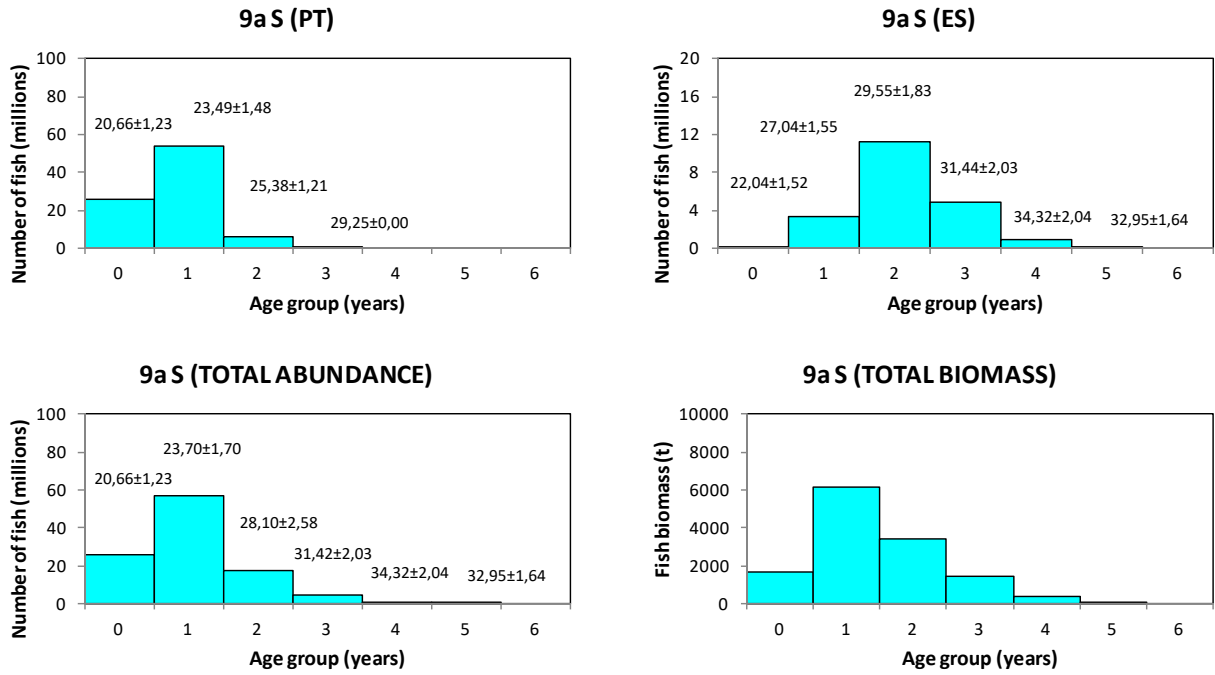 9a S (PT)
Number of fish (millions)
100
80
60
40
20
0
20,66±1,23
23,49±1,48
25,38±1,21
29,25±0,00
0 1 2 3 4 5 6
Age group (years)
9a S (ES)
Number of fish (millions)
20
16
12
8
4
0
22,04±1,52
27,04±1,55
29,55±1,83
31,44±2,03
34,32±2,04
32,95±1,64
0 1 2 3 4 5 6
Age group (years)
9a S (TOTAL ABUNDANCE)
Number of fish (millions)
100
80
60
40
20
0
20,66±1,23
23,70±1,70
28,10±2,58
31,42±2,03
34,32±2,04
32,95±1,64
0 1 2 3 4 5 6
Age group (years)
9a S (TOTAL BIOMASS)
Fish biomass (t)
10000
8000
6000
4000
2000
0
0 1 2 3 4 5 6
Age group (years)